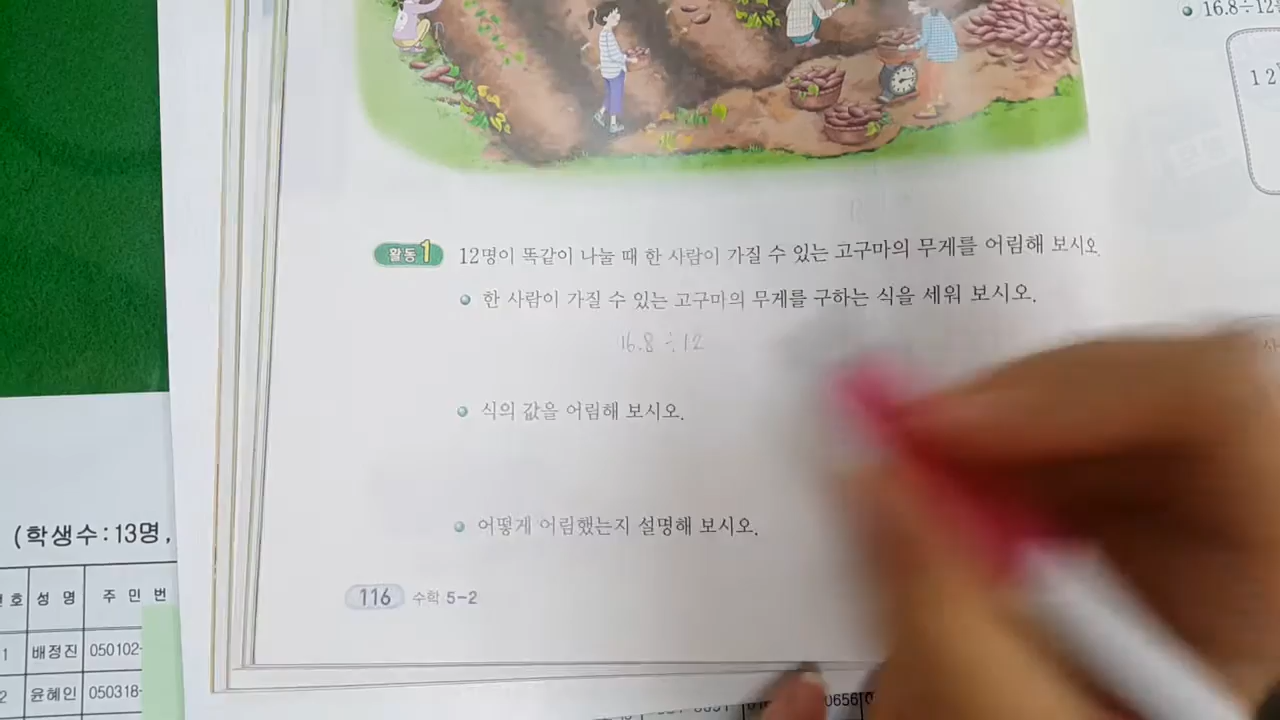 16.8÷12
12
활동 1 12명이 똑같이 나눌 때 한 사람이 가질 수 있는 고구마의 무게를 어림해 보시오.
한 사람이 가질 수 있는 고구마의 무게를 구하는 식을 세워 보시오.
16.8 ÷ 12
식의 값을 어림해 보시오.
어떻게 어림했는지 설명해 보시오.
116 수학 5-2
(학생수:13명,
호 성 명 주 민 번
1 배정진 050102-
2 윤혜인 050318-